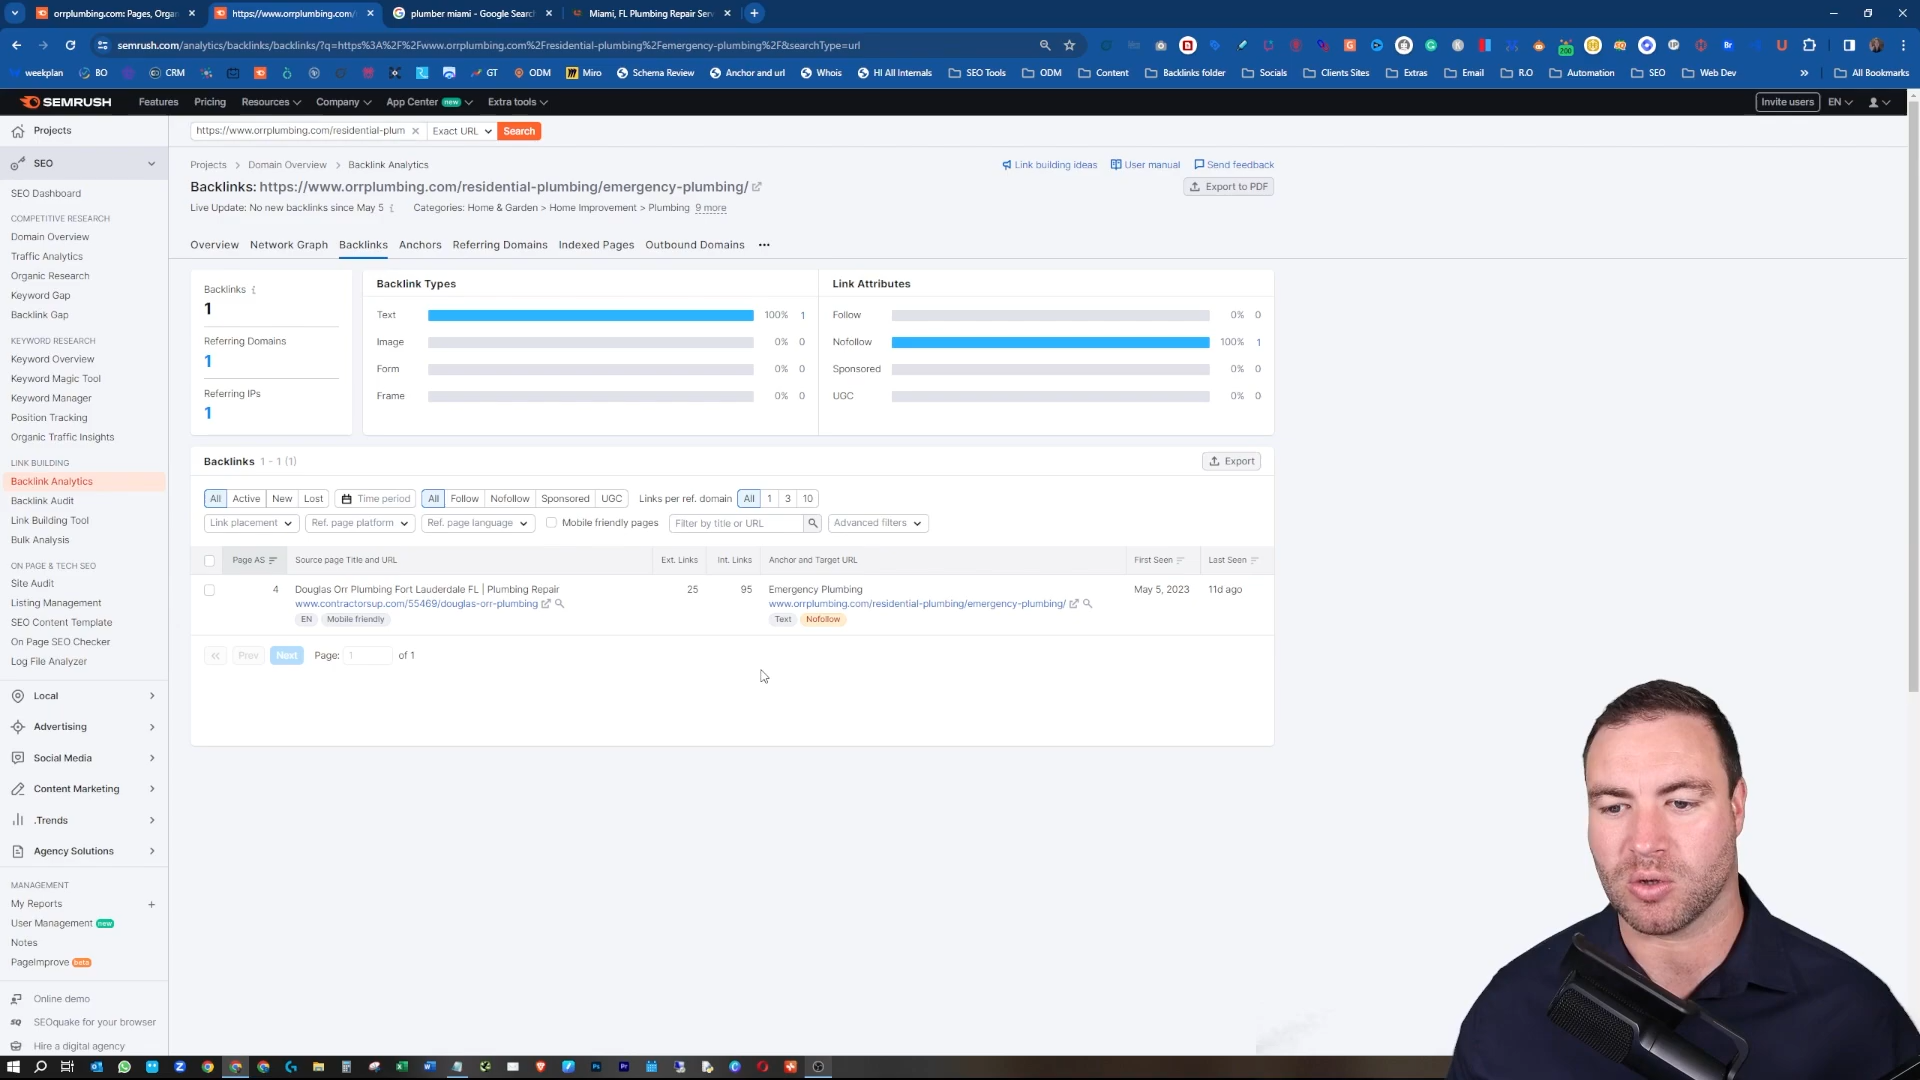 orrplumbing.com: Pages, Organ
https://www.orrplumbing.com/
plumber miami - Google Search
Miami, FL Plumbing Repair Serv
semrush.com/analytics/backlinks/backlinks/?q=https%3A%2F%2Fwww.orrplumbing.com%2Fresidential-plumbing%2Femergency-plumbing%2F&searchType=url
weekplan
BO
CRM
GT
ODM
Miro
Schema Review
Anchor and url
Whois
HI All Internals
SEO Tools
ODM
Content
Backlinks folder
Socials
Clients Sites
Extras
Email
R.O
Automation
SEO
Web Dev
All Bookmarks
SEMRUSH
Features
Pricing
Resources
Company
App Center new
Extra tools
Invite users
EN
Projects
SEO
SEO Dashboard
COMPETITIVE RESEARCH
Domain Overview
Traffic Analytics
Organic Research
Keyword Gap
Backlink Gap
KEYWORD RESEARCH
Keyword Overview
Keyword Magic Tool
Keyword Manager
Position Tracking
Organic Traffic Insights
LINK BUILDING
Backlink Analytics
Backlink Audit
Link Building Tool
Bulk Analysis
ON PAGE & TECH SEO
Site Audit
Listing Management
SEO Content Template
On Page SEO Checker
Log File Analyzer
Local
Advertising
Social Media
Content Marketing
.Trends
Agency Solutions
MANAGEMENT
My Reports +
User Management new
Notes
PageImprove beta
Online demo
SEOquake for your browser
Hire a digital agency
https://www.orrplumbing.com/residential-plum
Exact URL
Search
Projects > Domain Overview > Backlink Analytics
Link building ideas
User manual
Send feedback
Backlinks: https://www.orrplumbing.com/residential-plumbing/emergency-plumbing/
Export to PDF
Live Update: No new backlinks since May 5
Categories: Home & Garden > Home Improvement > Plumbing 9 more
Overview
Network Graph
Backlinks
Anchors
Referring Domains
Indexed Pages
Outbound Domains
Backlinks
1
Referring Domains
1
Referring IPs
1
Backlink Types
Text 100% 1
Image 0% 0
Form 0% 0
Frame 0% 0
Link Attributes
Follow 0% 0
Nofollow 100% 1
Sponsored 0% 0
UGC 0% 0
Backlinks 1 - 1 (1)
Export
All Active New Lost
Time period
All Follow Nofollow Sponsored UGC
Links per ref. domain All 1 3 10
Link placement
Ref. page platform
Ref. page language
Mobile friendly pages
Filter by title or URL
Advanced filters
Page AS
Source page Title and URL
Ext. Links
Int. Links
Anchor and Target URL
First Seen
Last Seen
4
Douglas Orr Plumbing Fort Lauderdale FL | Plumbing Repair
www.contractorsup.com/55469/douglas-orr-plumbing
EN Mobile friendly
25
95
Emergency Plumbing
www.orrplumbing.com/residential-plumbing/emergency-plumbing/
Text Nofollow
May 5, 2023
11d ago
Prev Next Page: 1 of 1